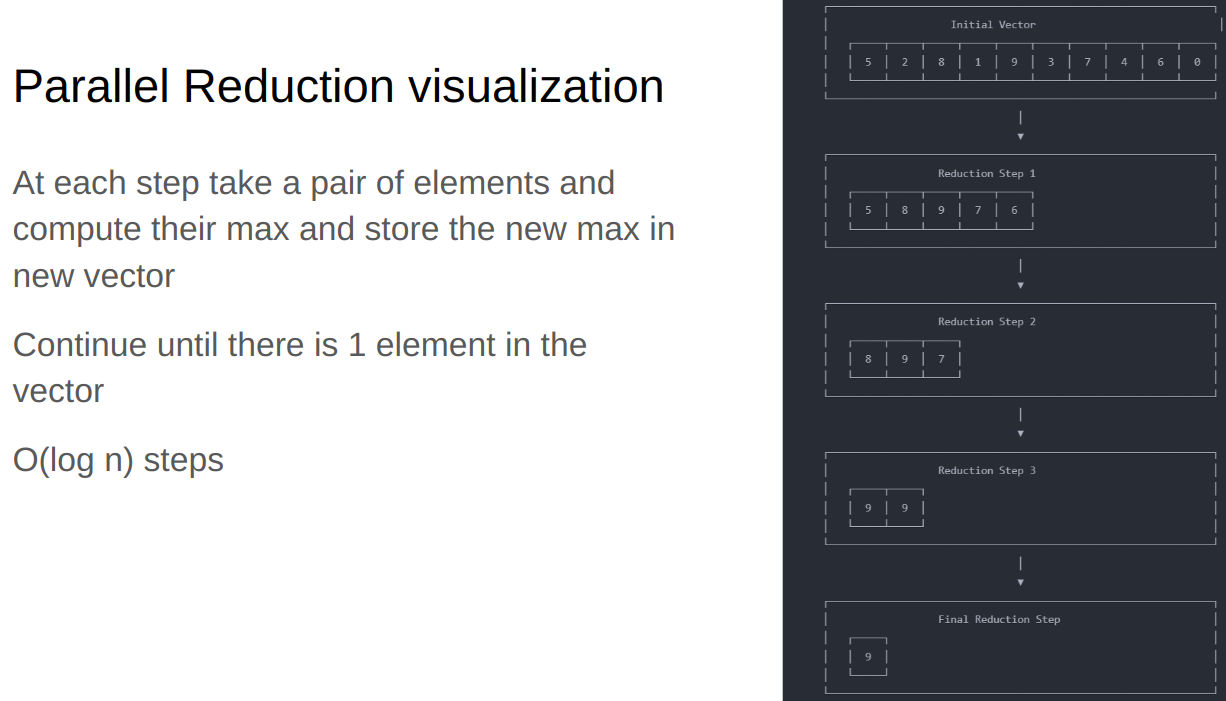 Parallel Reduction visualization
At each step take a pair of elements and
compute their max and store the new max in
new vector
Continue until there is 1 element in the
vector
O(log n) steps
Initial Vector
5 | 2 | 8 | 1 | 9 | 3 | 7 | 4 | 6 | 0
Reduction Step 1
5 | 8 | 9 | 7 | 6
Reduction Step 2
8 | 9 | 7
Reduction Step 3
9 | 9
Final Reduction Step
9